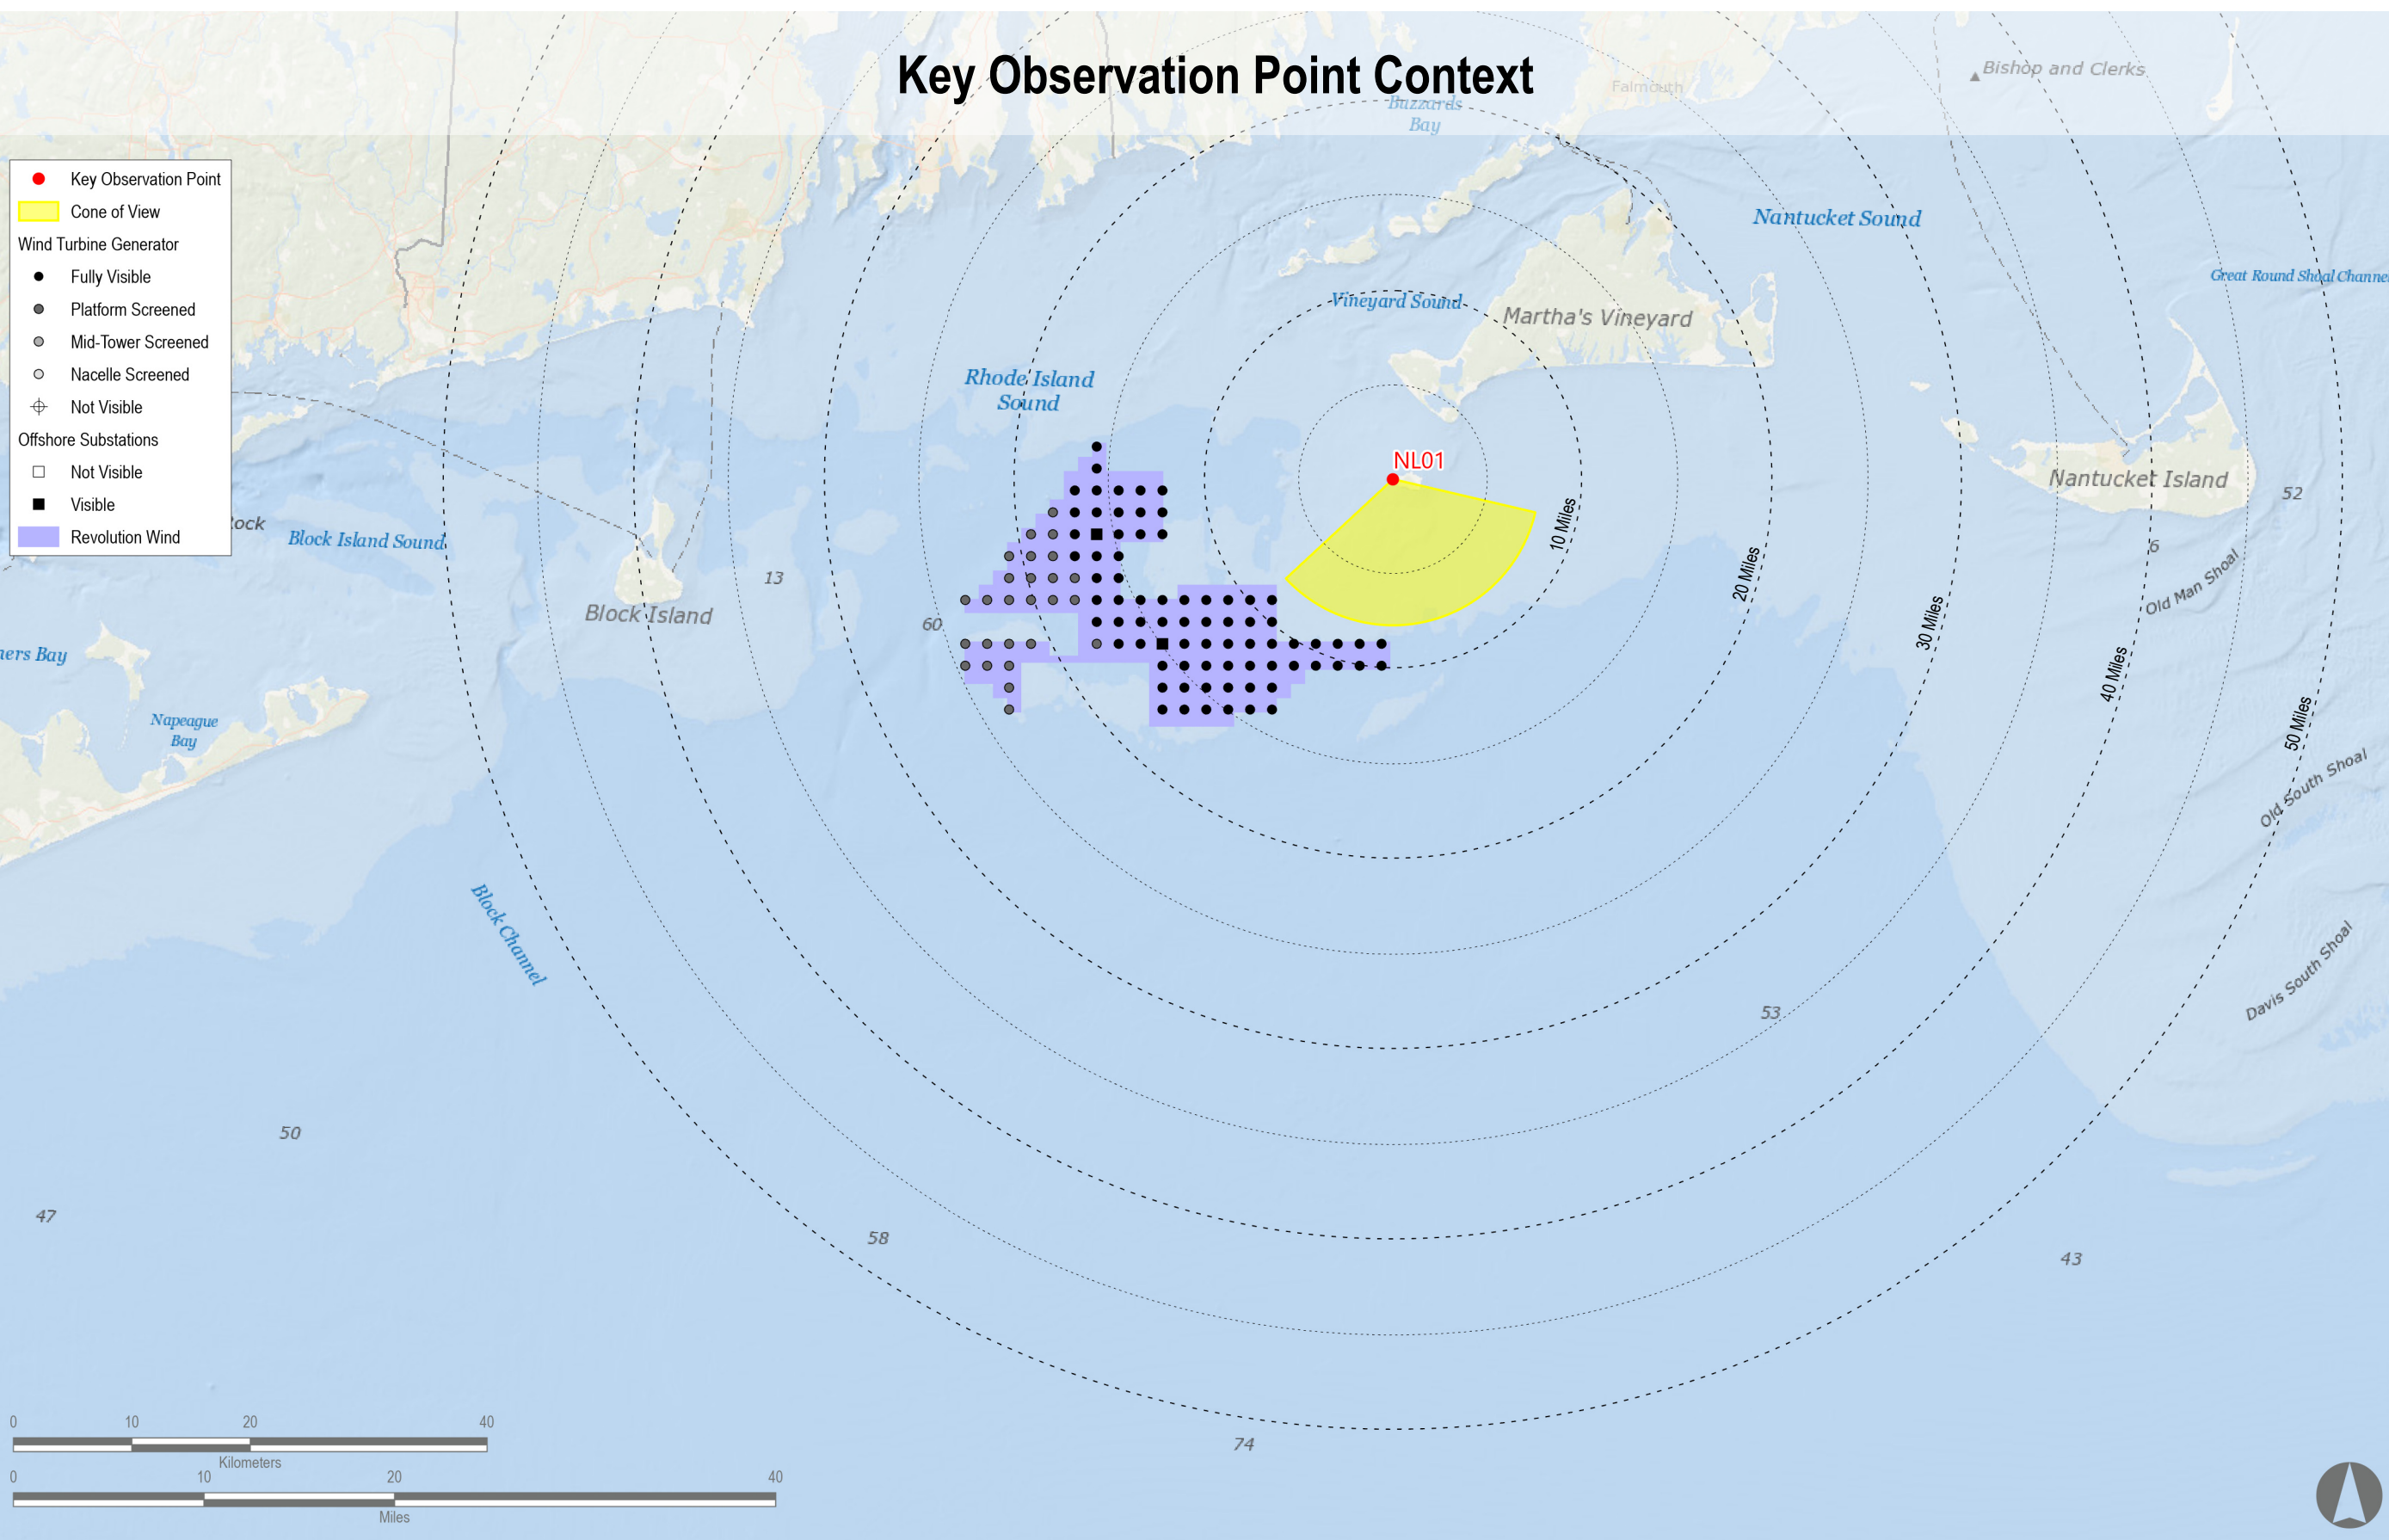 Key Observation Point Context
Bishop and Clerks
Falmouth
Buzzards
Bay
Key Observation Point
Cone of View
Wind Turbine Generator
Fully Visible
Platform Screened
Mid-Tower Screened
Nacelle Screened
Not Visible
Offshore Substations
Not Visible
Visible
Revolution Wind
Nantucket Sound
Great Round Shoal Channel
Vineyard Sound
Martha's Vineyard
Rhode Island
Sound
NL01
Nantucket Island
52
Rock
Block Island Sound
10 Miles
20 Miles
30 Miles
40 Miles
50 Miles
6
Old Man Shoal
13
Block Island
60
ners Bay
Napeague
Bay
Old South Shoal
Block Channel
Davis South Shoal
53
50
47
58
43
74
0 10 20 40
Kilometers
0 10 20 40
Miles